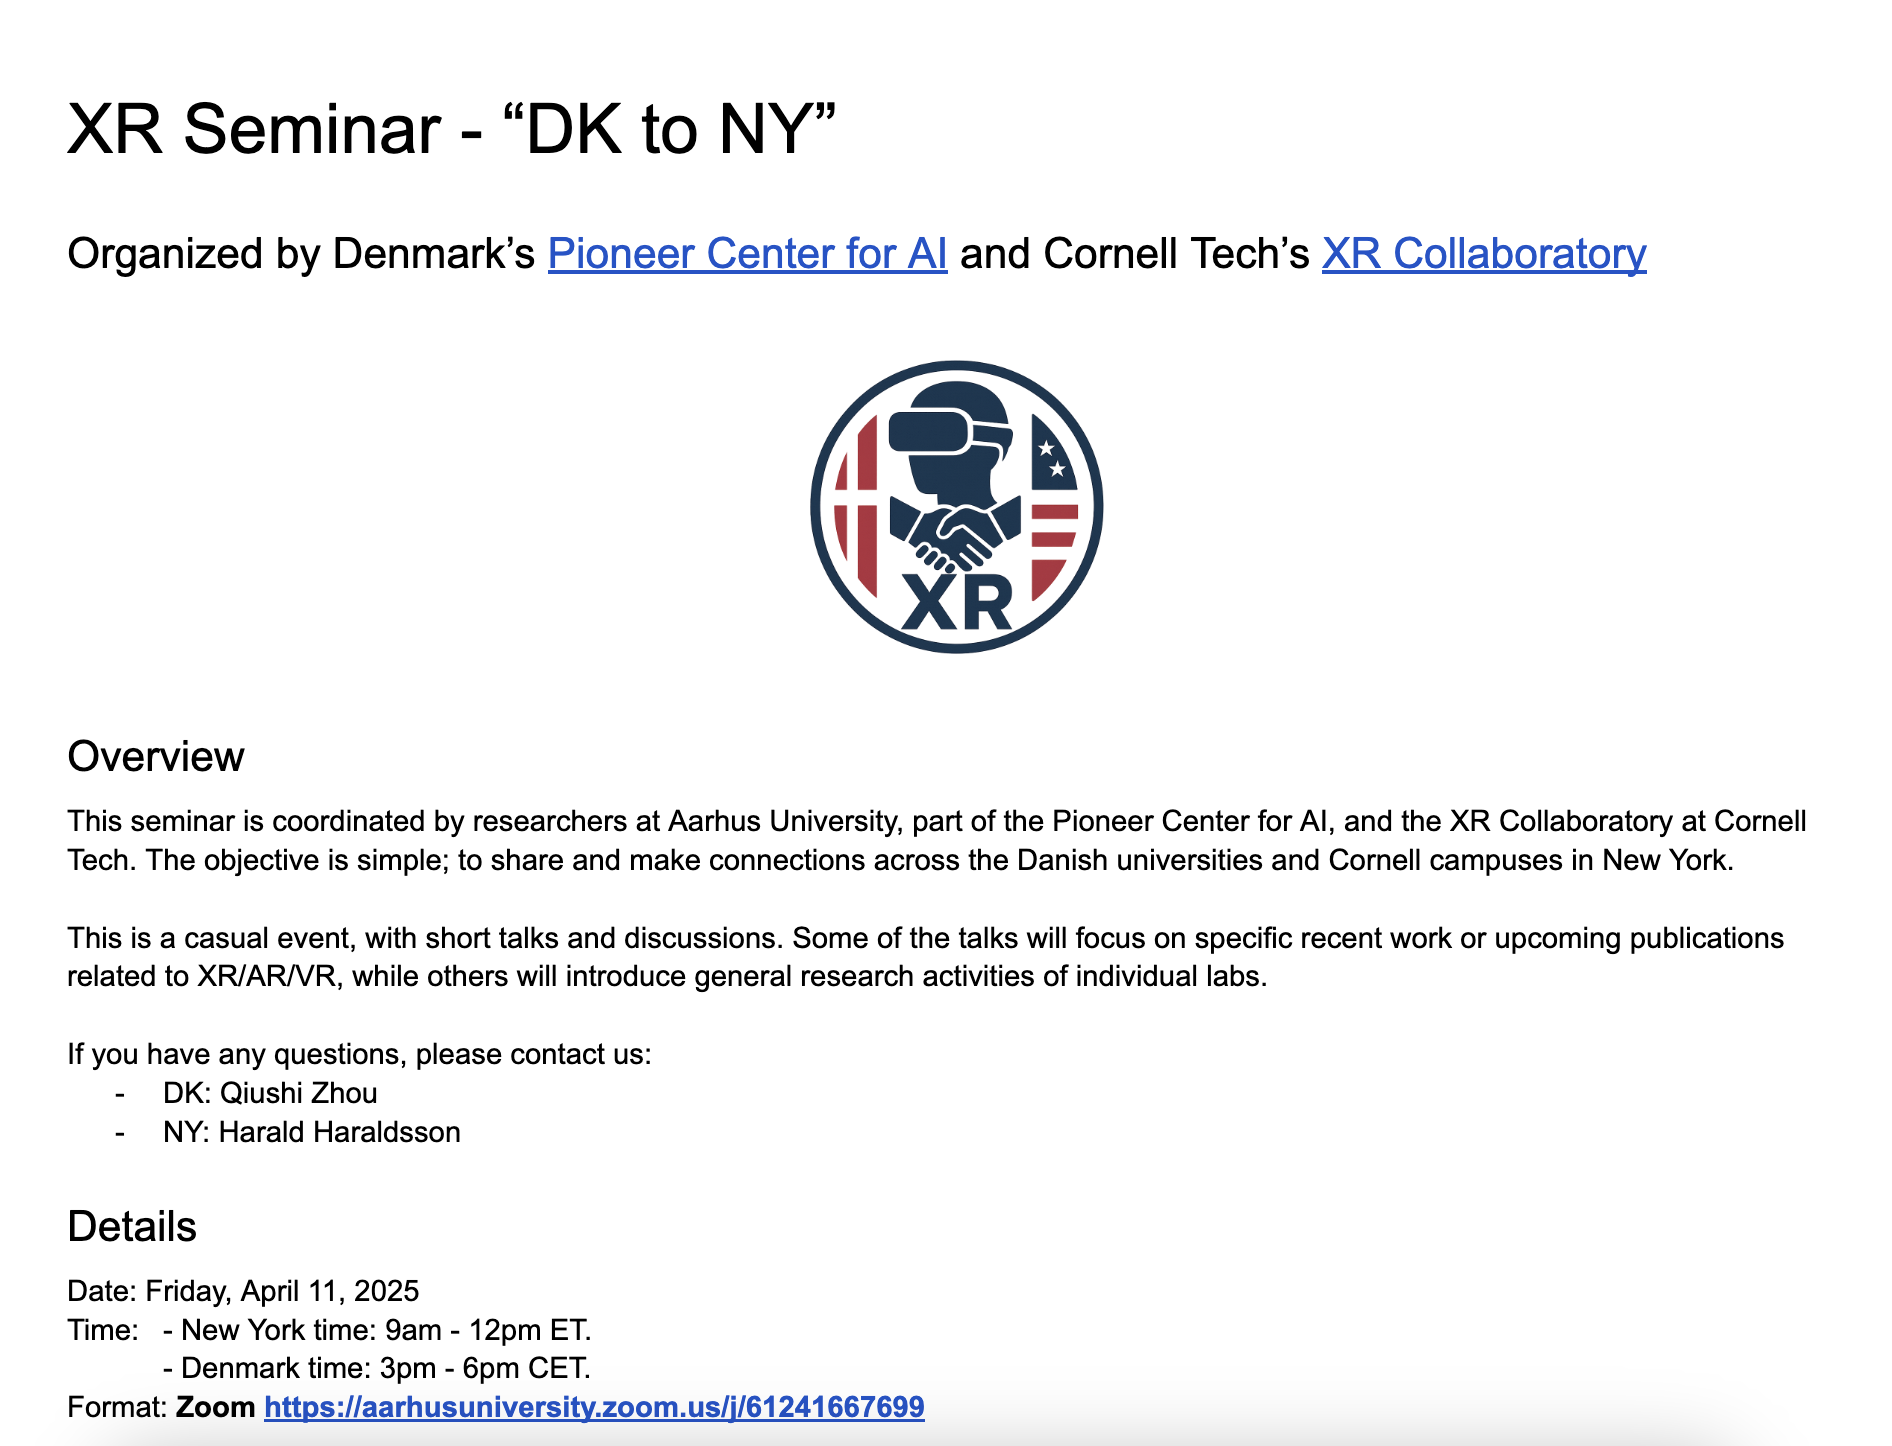 XR Seminar - “DK to NY”
Organized by Denmark’s Pioneer Center for AI and Cornell Tech’s XR Collaboratory
XR
Overview
This seminar is coordinated by researchers at Aarhus University, part of the Pioneer Center for AI, and the XR Collaboratory at Cornell
Tech. The objective is simple; to share and make connections across the Danish universities and Cornell campuses in New York.
This is a casual event, with short talks and discussions. Some of the talks will focus on specific recent work or upcoming publications
related to XR/AR/VR, while others will introduce general research activities of individual labs.
If you have any questions, please contact us:
- DK: Qiushi Zhou
- NY: Harald Haraldsson
Details
Date: Friday, April 11, 2025
Time: - New York time: 9am - 12pm ET.
- Denmark time: 3pm - 6pm CET.
Format: Zoom https://aarhusuniversity.zoom.us/j/61241667699